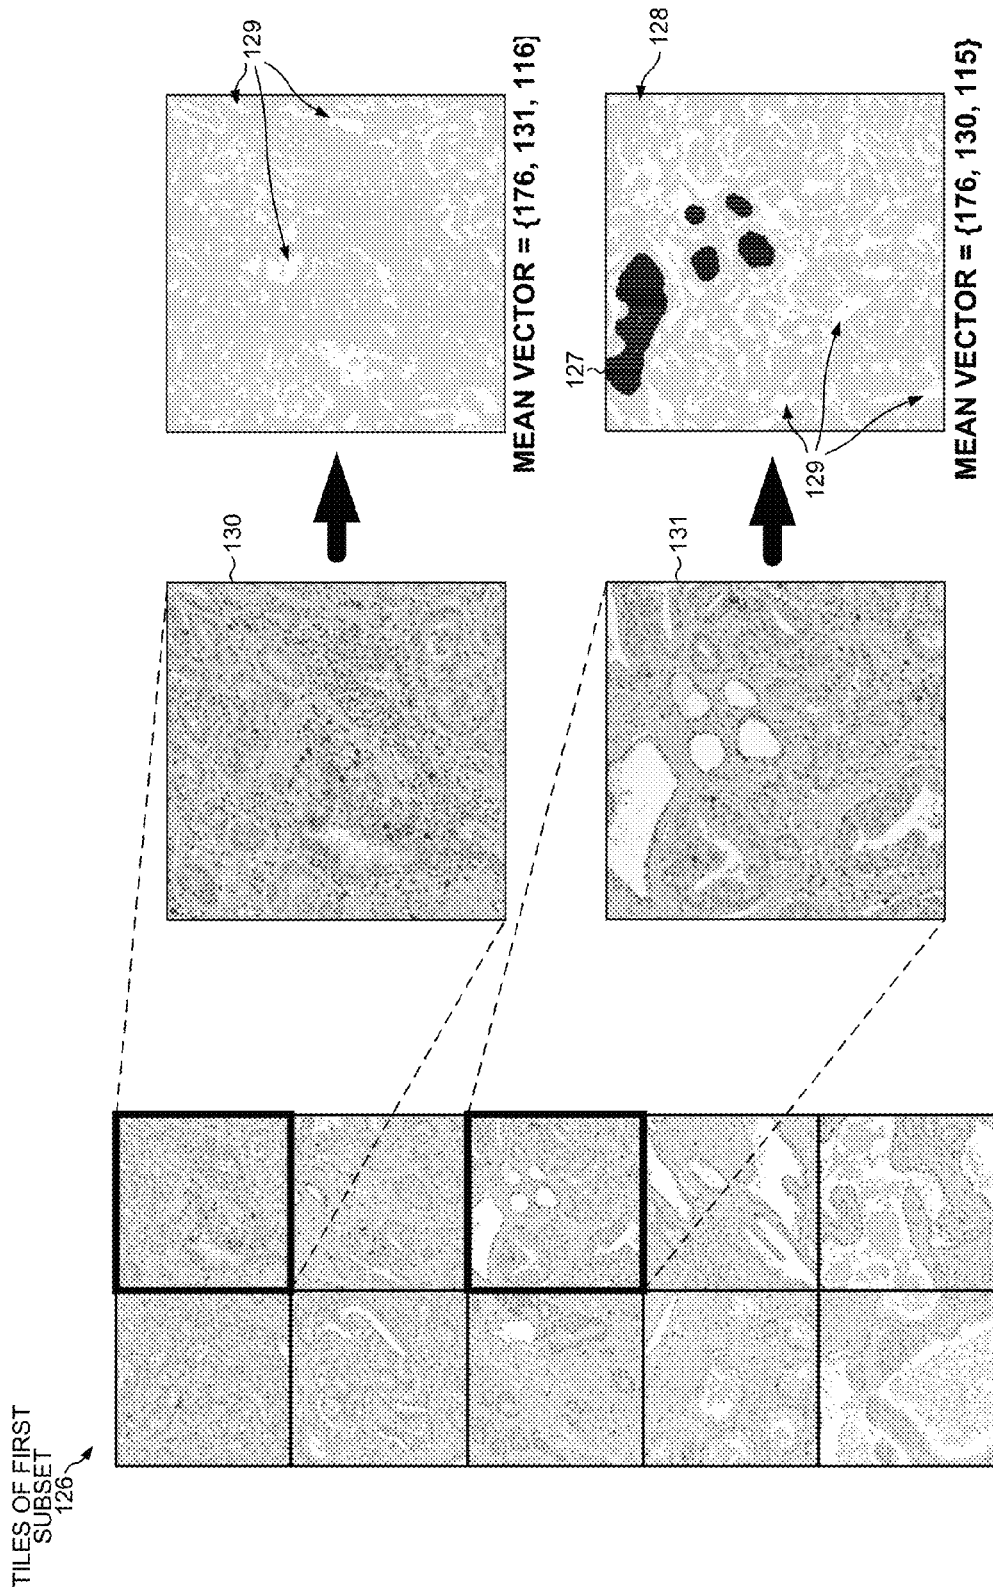 TILES OF FIRST
SUBSET
126
130
129
MEAN VECTOR = {176, 131, 116]
131
127
128
129
MEAN VECTOR = {176, 130, 115}